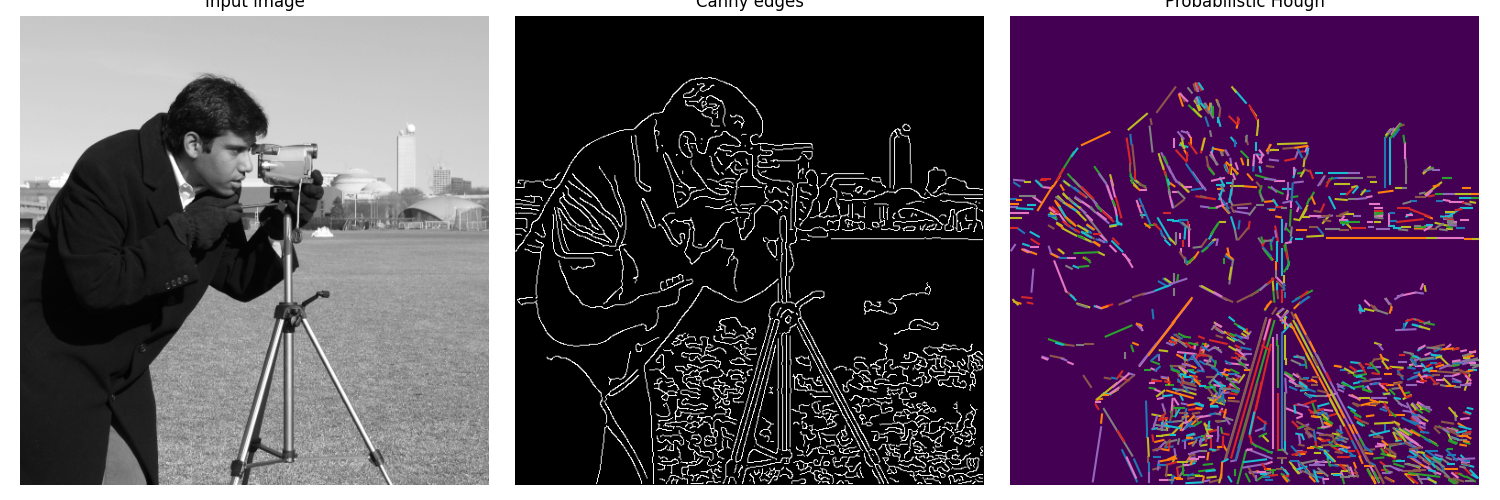 Input image
Canny edges
Probabilistic Hough